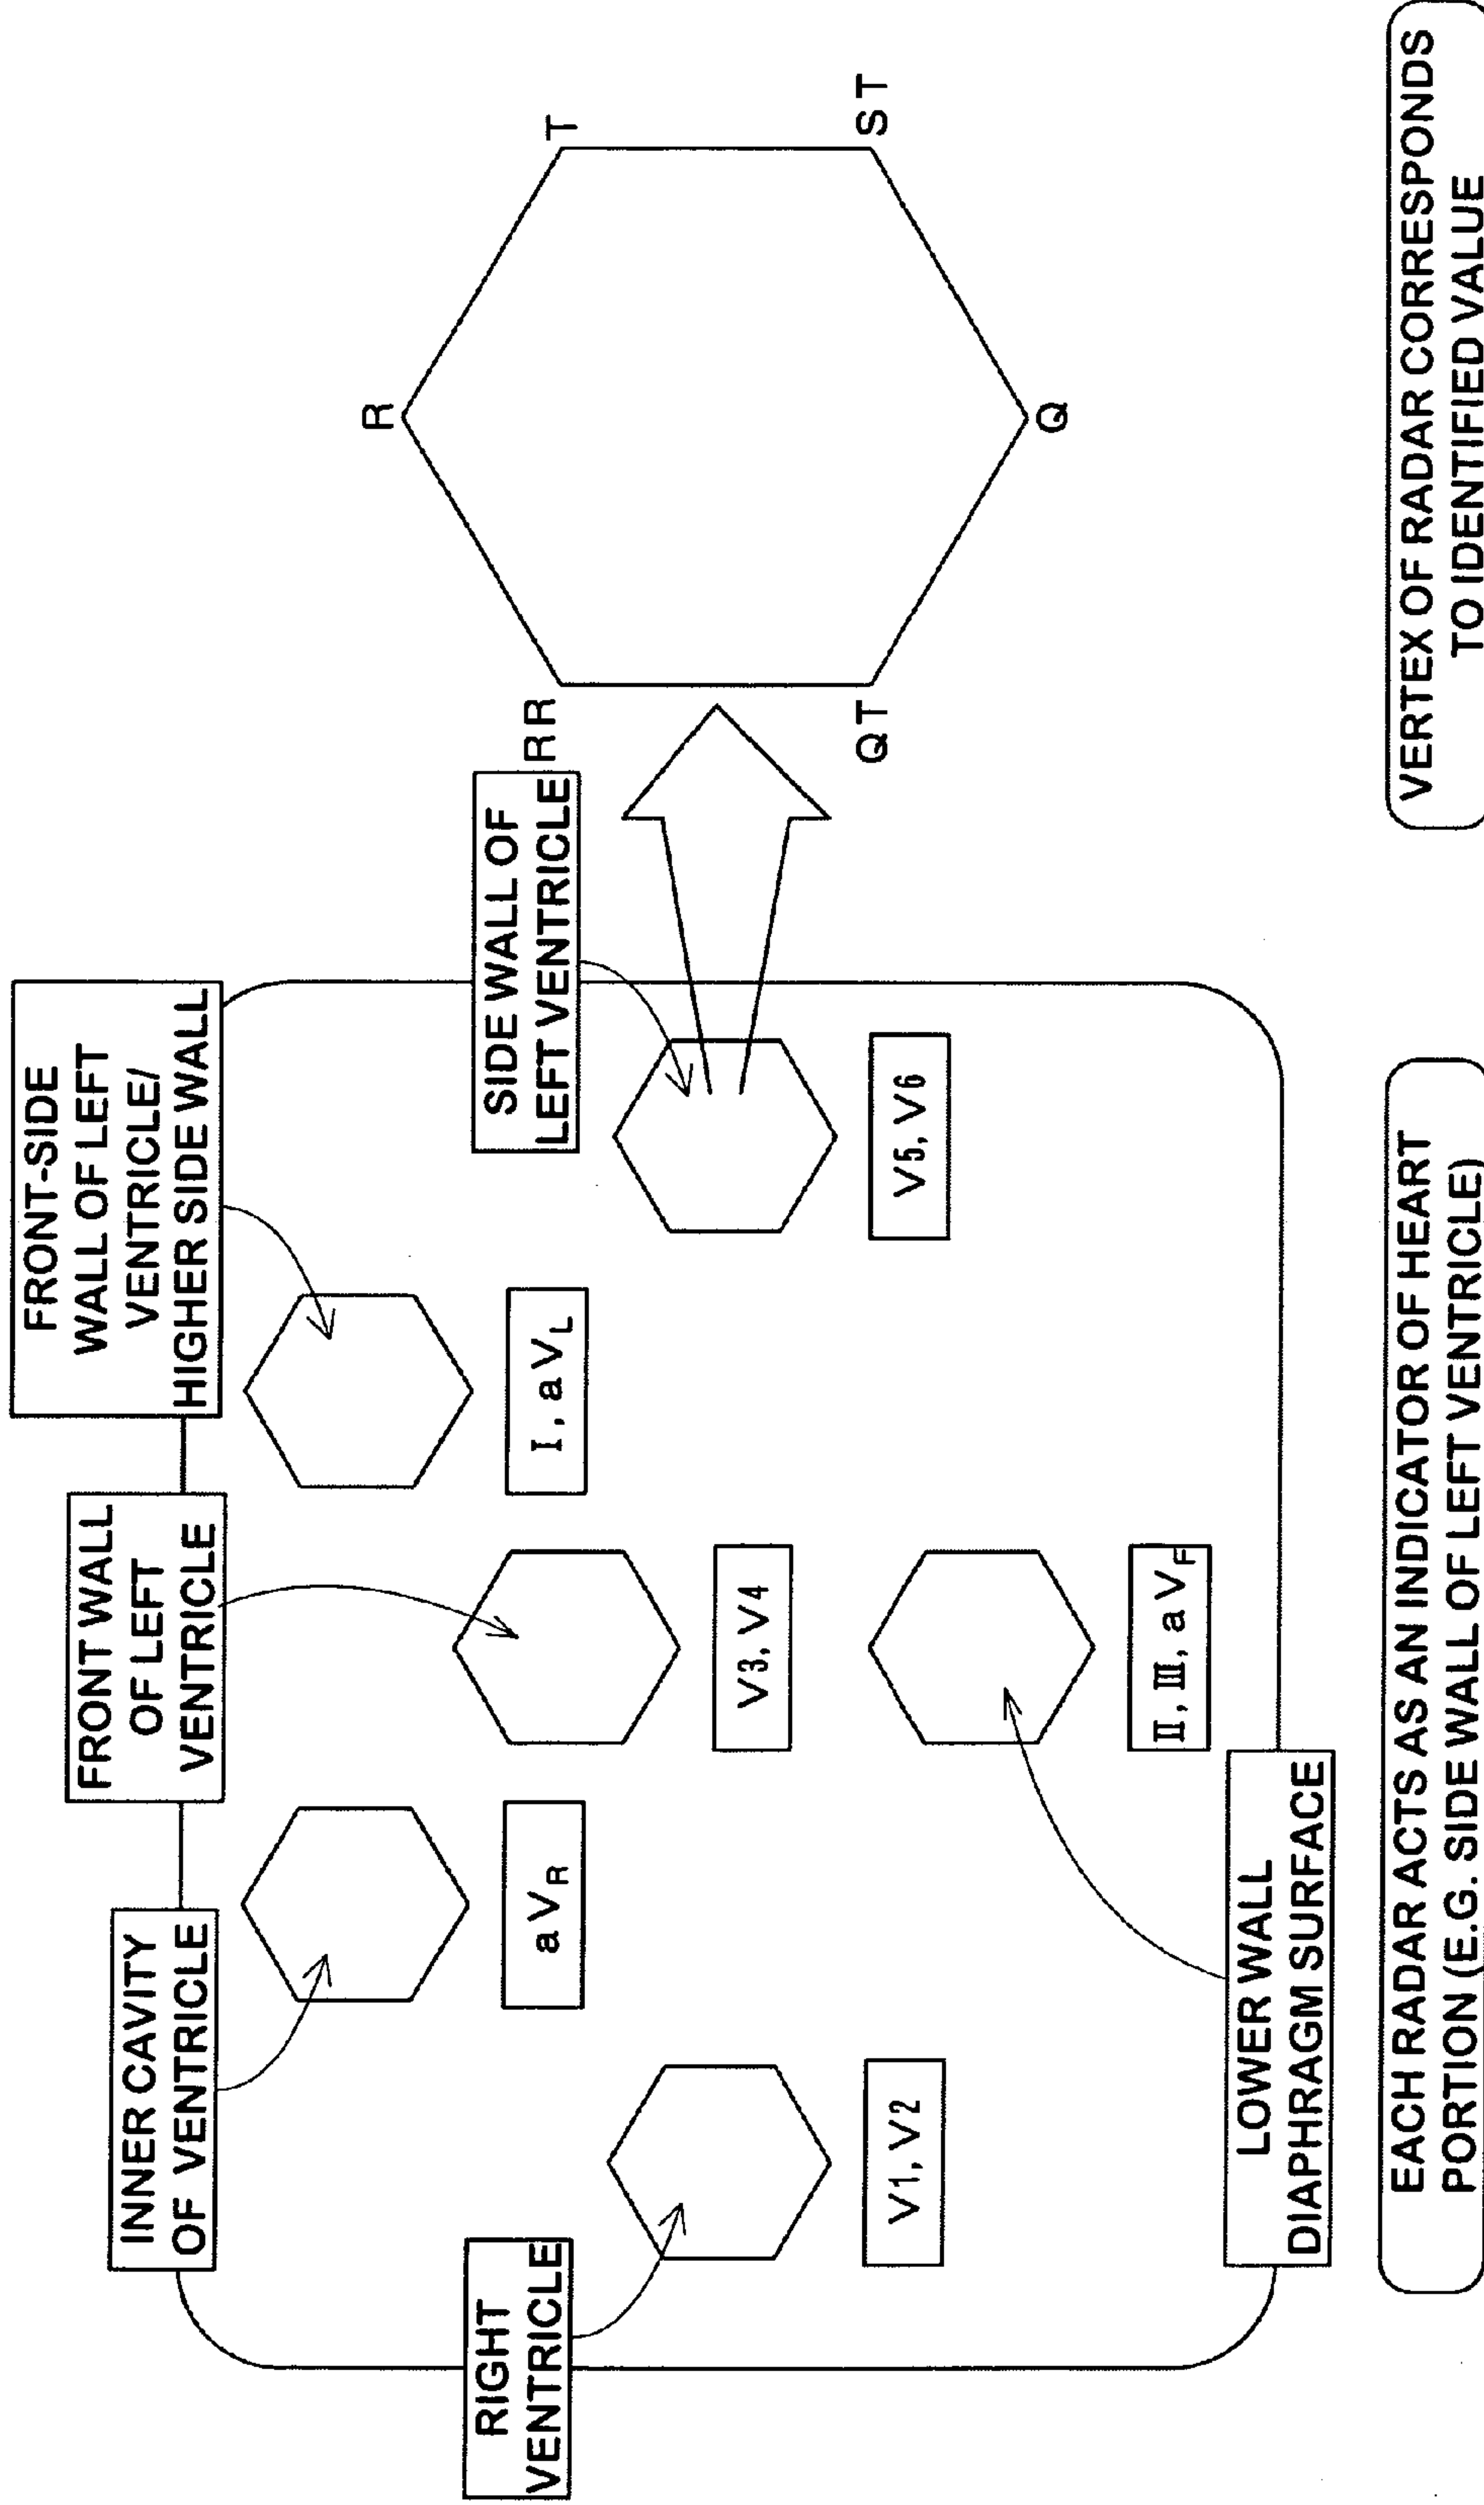 FRONT-SIDE
WALL OF LEFT
VENTRICLE/
HIGHER SIDE WALL
FRONT WALL
OF LEFT
VENTRICLE
INNER CAVITY
OF VENTRICLE
RIGHT
VENTRICLE
SIDE WALL OF
LEFT VENTRICLE
aVR
I, aVL
V3, V4
V1, V2
V5, V6
II, III, aVF
LOWER WALL
DIAPHRAGM SURFACE
R
T
ST
Q
QT
RR
EACH RADAR ACTS AS AN INDICATOR OF HEART
PORTION (E.G. SIDE WALL OF LEFT VENTRICLE)
VERTEX OF RADAR CORRESPONDS
TO IDENTIFIED VALUE